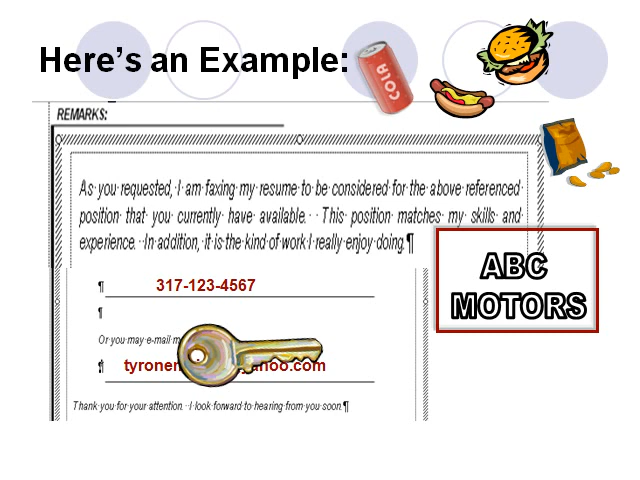 Here's an Example:
COLA
REMARKS:
As you requested, I am faxing my resume to be considered for the above referenced
position that you currently have available. This position matches my skills and
experience. In addition, it is the kind of work I really enjoy doing.¶
ABC
MOTORS
¶ 317-123-4567
¶
Or you may e-mail
¶
Thank you for your attention. I look forward to hearing from you soon.¶